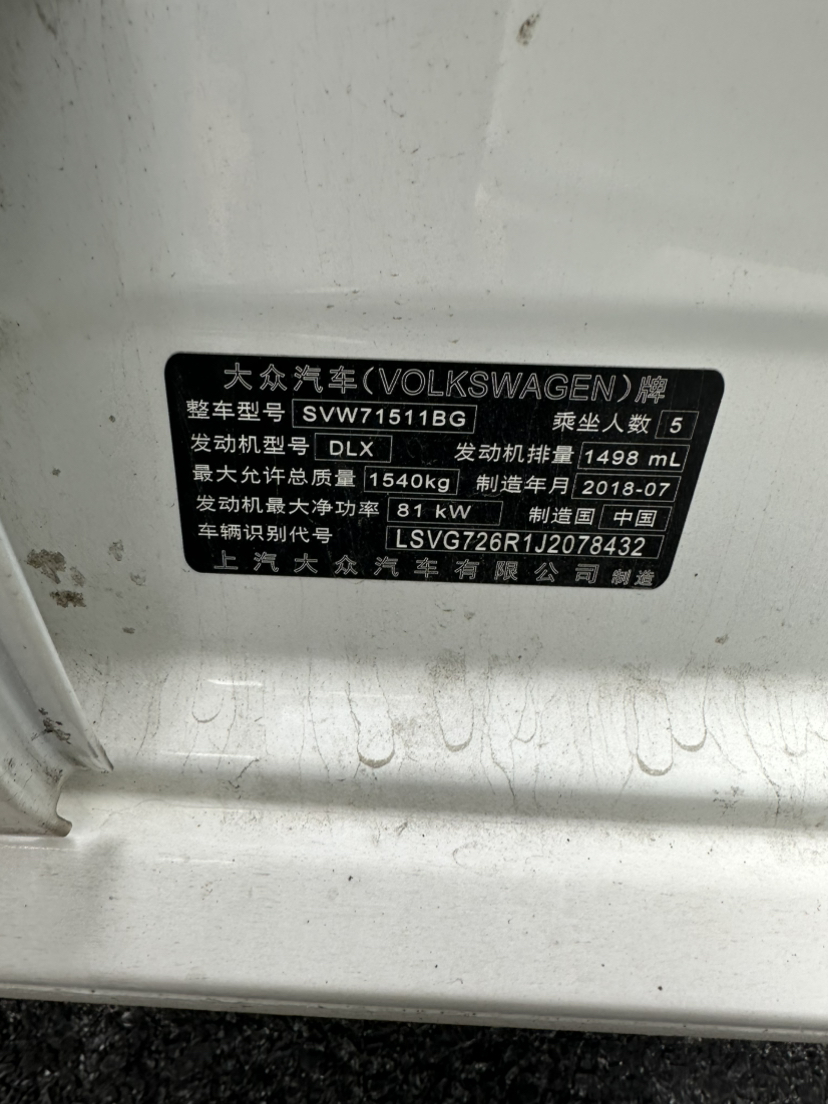 大众汽车(VOLKSWAGEN)牌
整车型号 SVW71511BG 乘坐人数 5
发动机型号 DLX 发动机排量 1498 mL
最大允许总质量 1540kg 制造年月 2018-07
发动机最大净功率 81 kW 制造国 中国
车辆识别代号 LSVG726R1J2078432
上汽大众汽车有限公司 制造